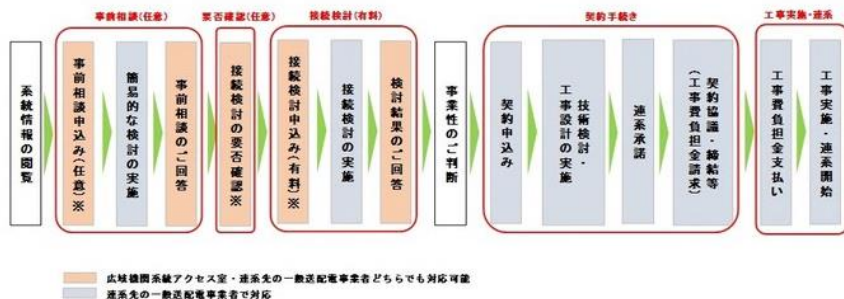 事前相談(任意)
要否確認(任意)
接続検討(有料)
契約手続き
工事実施・連系
系統情報の閲覧
事前相談申込み(任意)※
簡易的な検討の実施
事前相談のご回答
接続検討の要否確認※
接続検討申込み(有料)※
接続検討の実施
検討結果のご回答
事業性のご判断
契約申込み
技術検討・
工事設計の実施
連系承諾
契約協議・締結等
(工事費負担金請求)
工事費負担金支払い
工事実施・連系開始
広域機関系統アクセス室・連系先の一般送配電事業者どちらでも対応可能
連系先の一般送配電事業者で対応